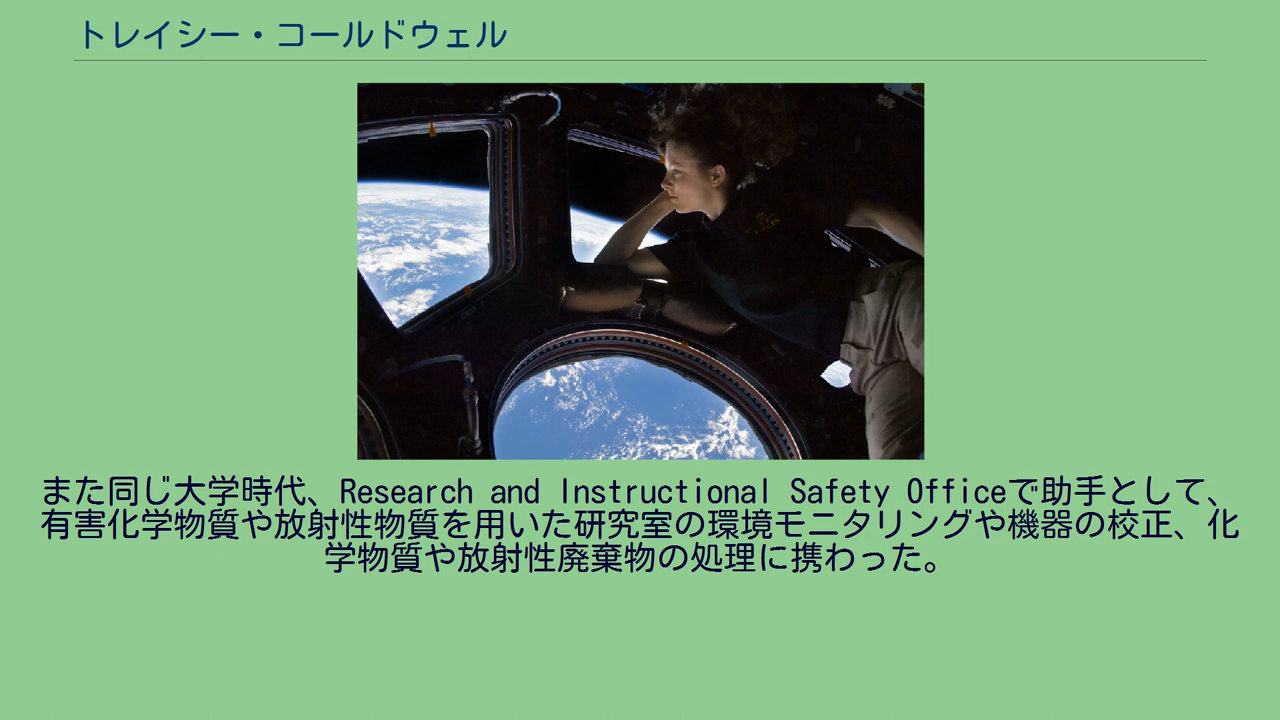 トレイシー・コールドウェル
また同じ大学時代、Research and Instructional Safety Officeで助手として、
有害化学物質や放射性物質を用いた研究室の環境モニタリングや機器の校正、化
学物質や放射性廃棄物の処理に携わった。